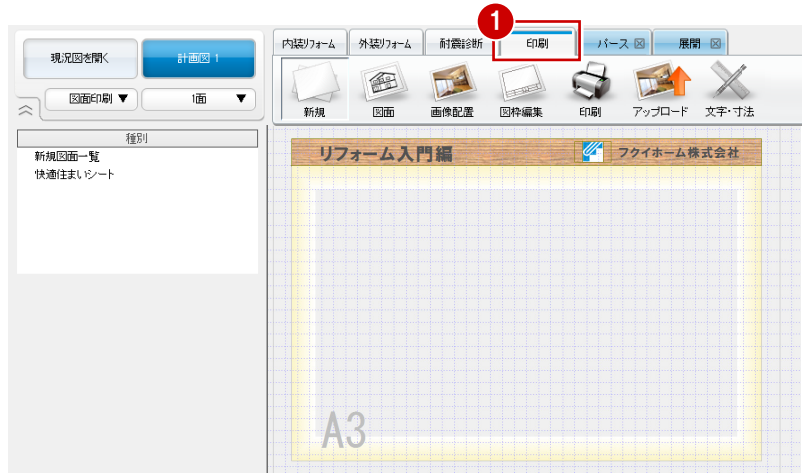 1
内装リフォーム 外装リフォーム 耐震診断 印刷 パース 展開
現況図を開く 計画図 1
図面印刷 ▼ 1面 ▼
新規 図面 画像配置 図枠編集 印刷 アップロード 文字・寸法
種別
新規図面一覧
快適住まいシート
リフォーム入門編 フクイホーム株式会社
A3